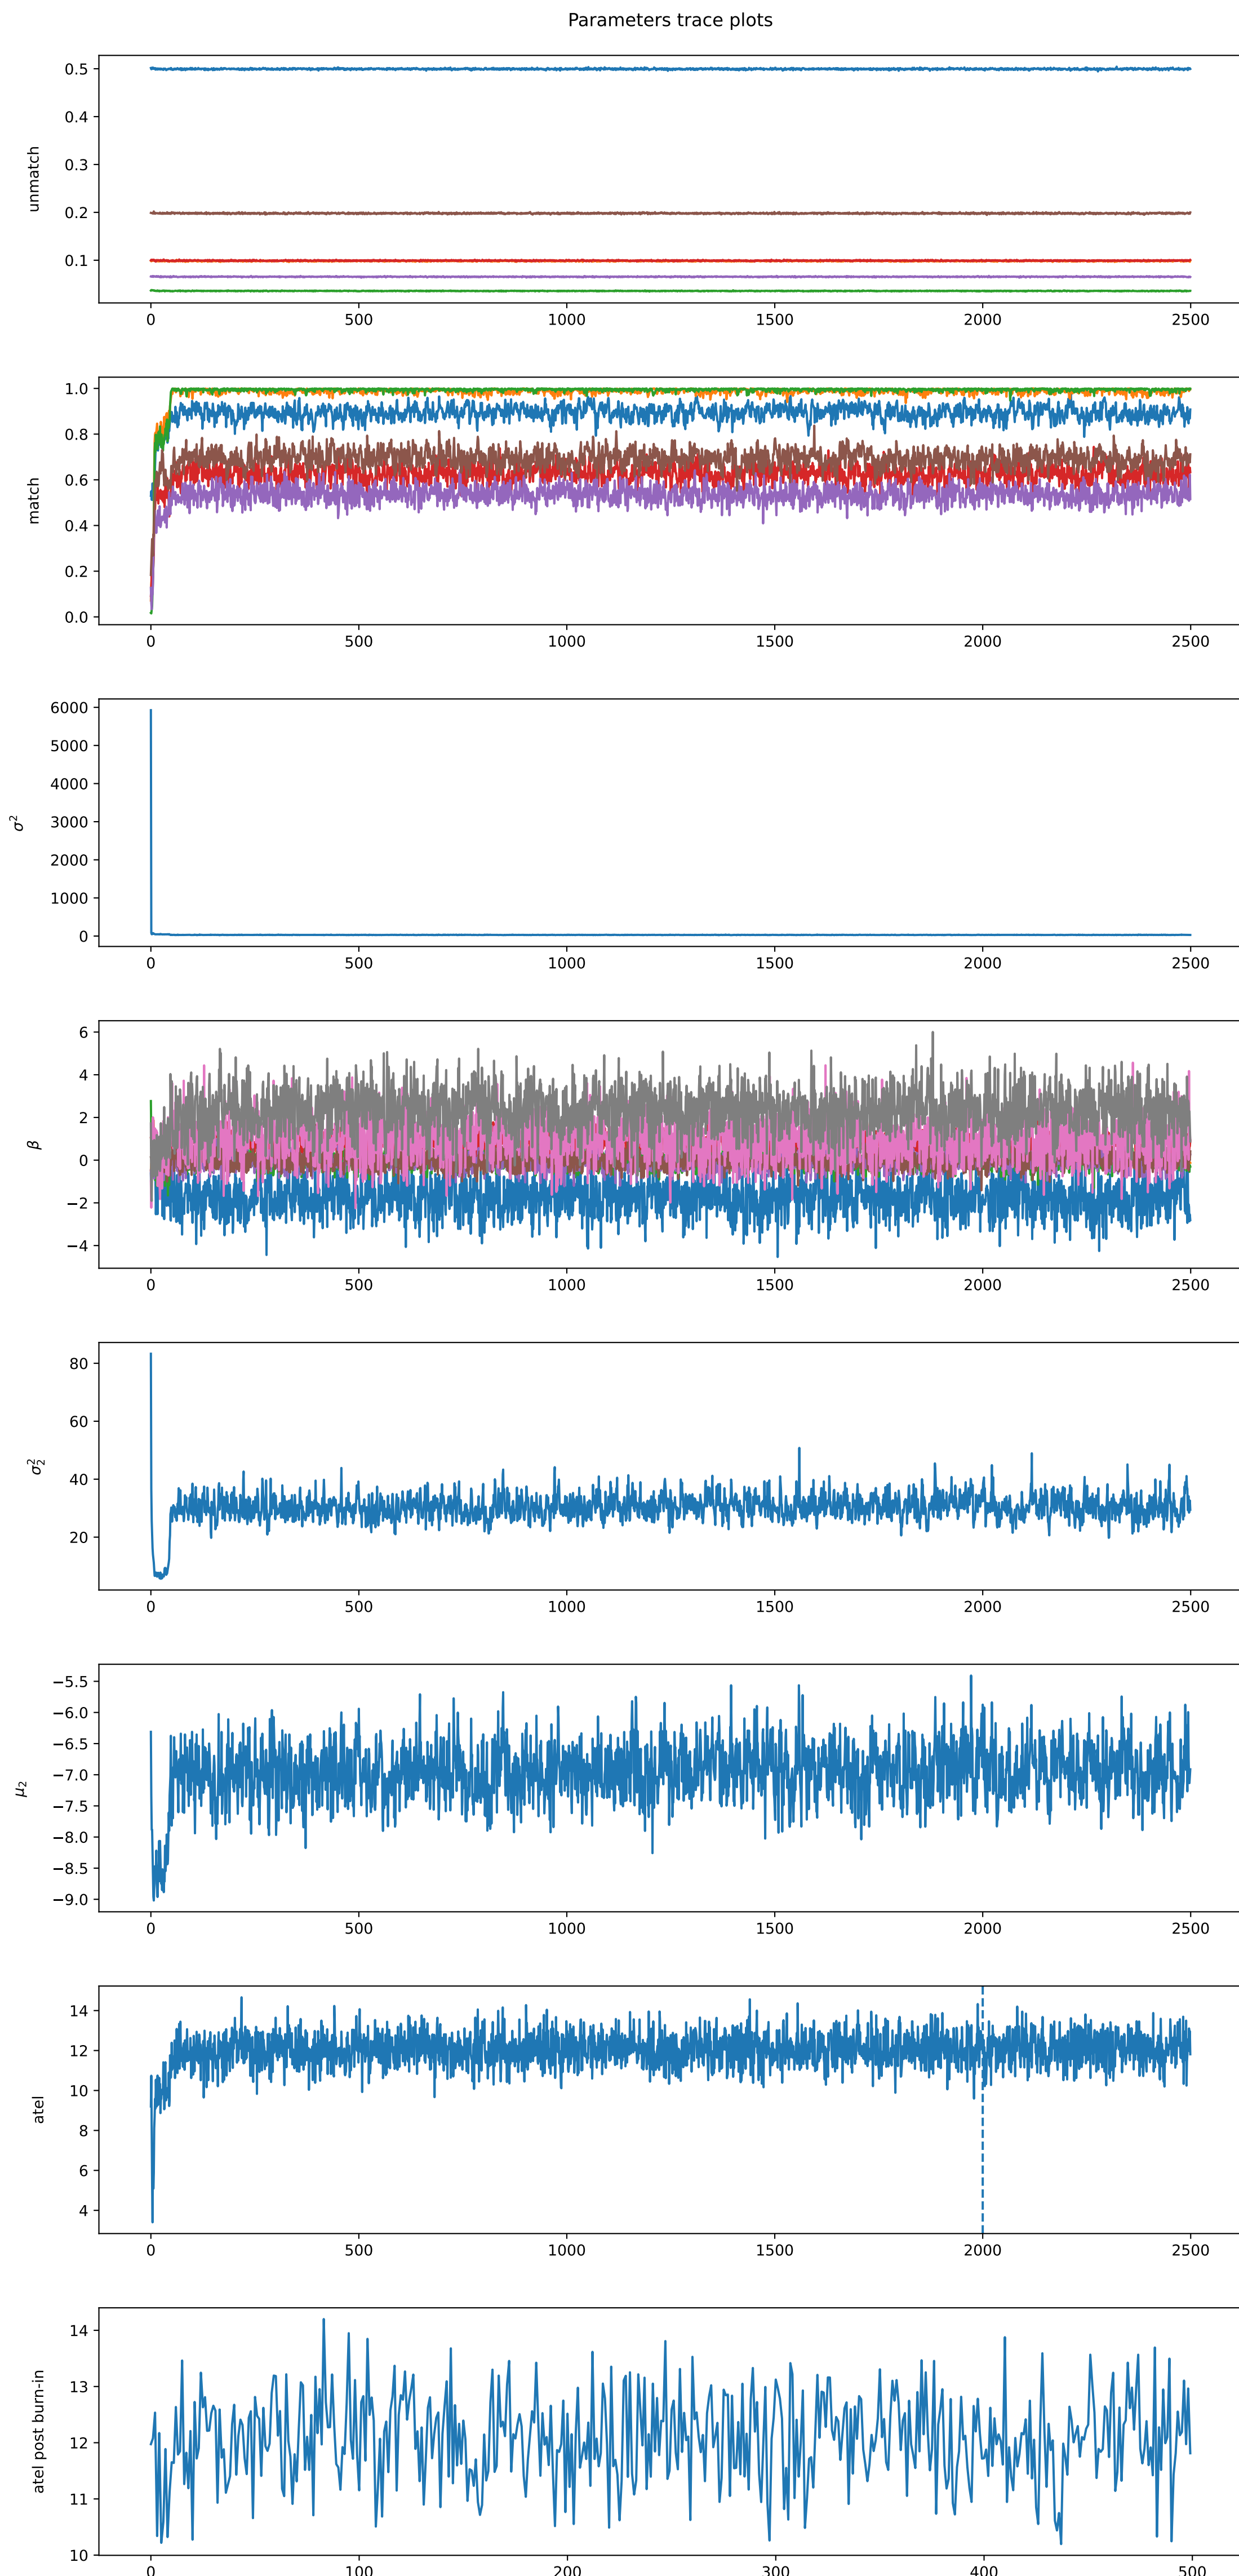 Parameters trace plots
unmatch
0.5
0.4
0.3
0.2
0.1
0 500 1000 1500 2000 2500
match
1.0
0.8
0.6
0.4
0.2
0.0
0 500 1000 1500 2000 2500
σ²
6000
5000
4000
3000
2000
1000
0
0 500 1000 1500 2000 2500
β
6
4
2
0
−2
−4
0 500 1000 1500 2000 2500
σ₂²
80
60
40
20
0 500 1000 1500 2000 2500
μ₂
−5.5
−6.0
−6.5
−7.0
−7.5
−8.0
−8.5
−9.0
0 500 1000 1500 2000 2500
atel
14
12
10
8
6
4
0 500 1000 1500 2000 2500
atel post burn-in
14
13
12
11
10
0 100 200 300 400 500